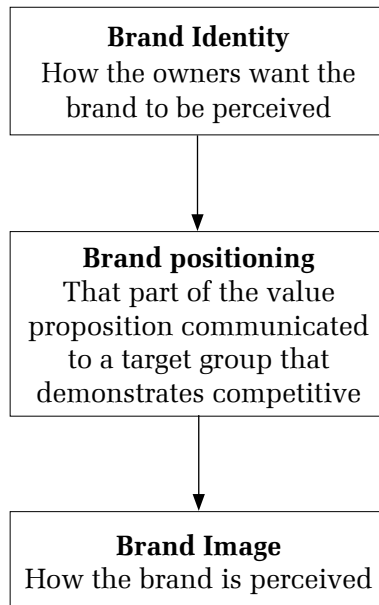 Brand Identity
How the owners want the
brand to be perceived
Brand positioning
That part of the value
proposition communicated
to a target group that
demonstrates competitive
Brand Image
How the brand is perceived